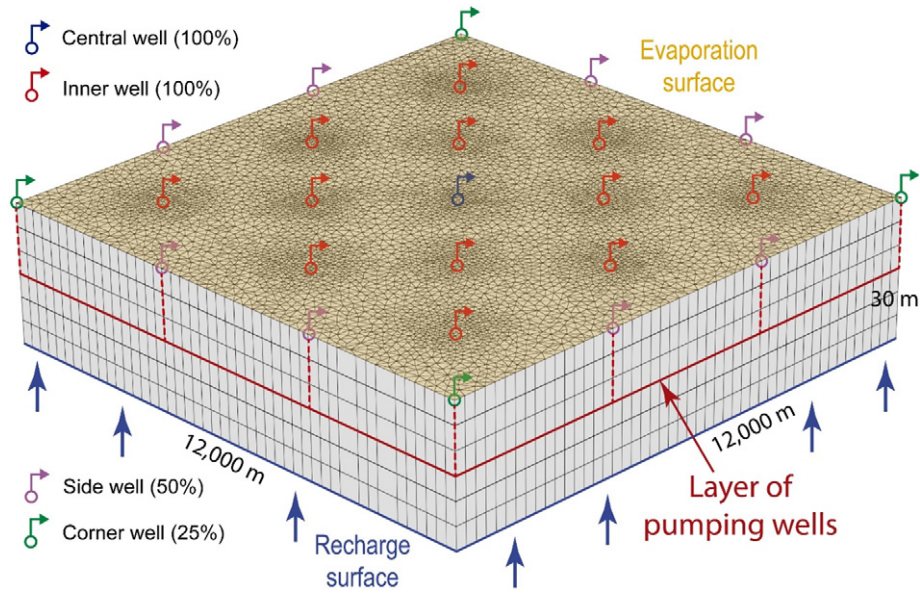 Central well (100%)
Inner well (100%)
Evaporation
surface
30 m
12,000 m
12,000 m
Side well (50%)
Corner well (25%)
Recharge
surface
Layer of
pumping wells